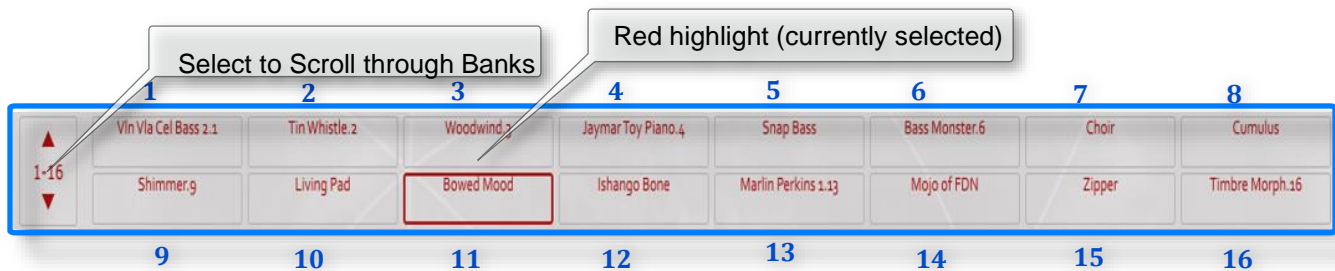 Red highlight (currently selected)
Select to Scroll through Banks
1 2 3 4 5 6 7 8
Vln Vla Cel Bass 2.1 Tin Whistle.2 Woodwind.3 Jaymar Toy Piano.4 Snap Bass Bass Monster.6 Choir Cumulus
▲
1-16
▼
Shimmer.9 Living Pad Bowed Mood Ishango Bone Marlin Perkins 1.13 Mojo of FDN Zipper Timbre Morph.16
9 10 11 12 13 14 15 16